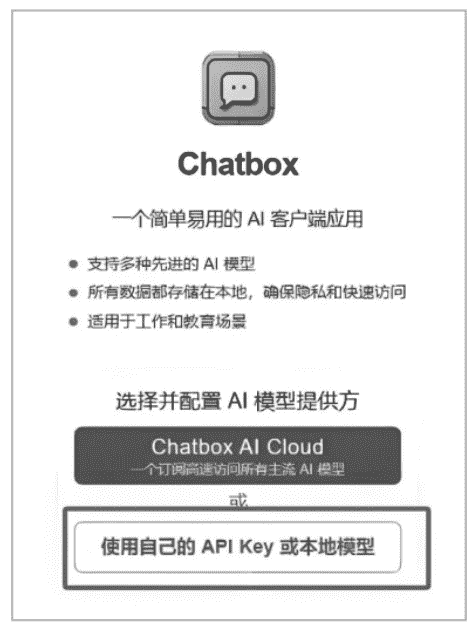 Chatbox
一个简单易用的 AI 客户端应用
支持多种先进的 AI 模型
所有数据都存储在本地，确保隐私和快速访问
适用于工作和教育场景
选择并配置 AI 模型提供方
Chatbox AI Cloud
一个订阅高速访问所有主流 AI 模型
或
使用自己的 API Key 或本地模型